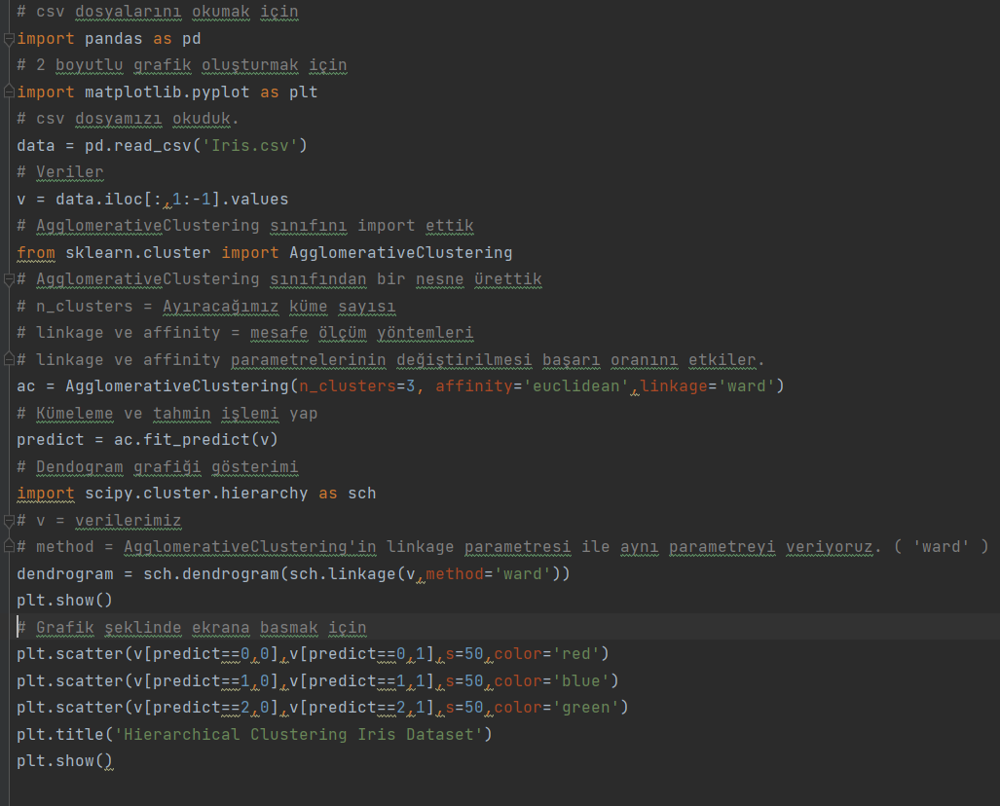 # csv dosyalarını okumak için
import pandas as pd
# 2 boyutlu grafik oluşturmak için
import matplotlib.pyplot as plt
# csv dosyamızı okuduk.
data = pd.read_csv('Iris.csv')
# Veriler
v = data.iloc[:,1:-1].values
# AgglomerativeClustering sınıfını import ettik
from sklearn.cluster import AgglomerativeClustering
# AgglomerativeClustering sınıfından bir nesne ürettik
# n_clusters = Ayıracağımız küme sayısı
# linkage ve affinity = mesafe ölçüm yöntemleri
# linkage ve affinity parametrelerinin değiştirilmesi başarı oranını etkiler.
ac = AgglomerativeClustering(n_clusters=3, affinity='euclidean',linkage='ward')
# Kümeleme ve tahmin işlemi yap
predict = ac.fit_predict(v)
# Dendogram grafiği gösterimi
import scipy.cluster.hierarchy as sch
# v = verilerimiz
# method = AgglomerativeClustering'in linkage parametresi ile aynı parametreyi veriyoruz. ( 'ward' )
dendrogram = sch.dendrogram(sch.linkage(v,method='ward'))
plt.show()
# Grafik şeklinde ekrana basmak için
plt.scatter(v[predict==0,0],v[predict==0,1],s=50,color='red')
plt.scatter(v[predict==1,0],v[predict==1,1],s=50,color='blue')
plt.scatter(v[predict==2,0],v[predict==2,1],s=50,color='green')
plt.title('Hierarchical Clustering Iris Dataset')
plt.show()